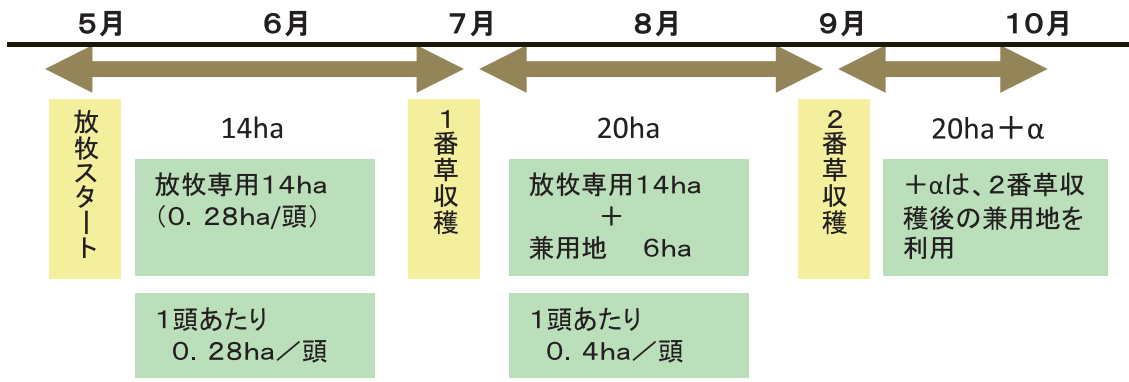 5月 6月 7月 8月 9月 10月
放牧スタート
14ha
放牧専用14ha
（0．28ha/頭）
1頭あたり
0．28ha／頭
1番草収穫
20ha
放牧専用14ha
＋
兼用地 6ha
1頭あたり
0．4ha／頭
2番草収穫
20ha＋α
＋αは、2番草収
穫後の兼用地を
利用